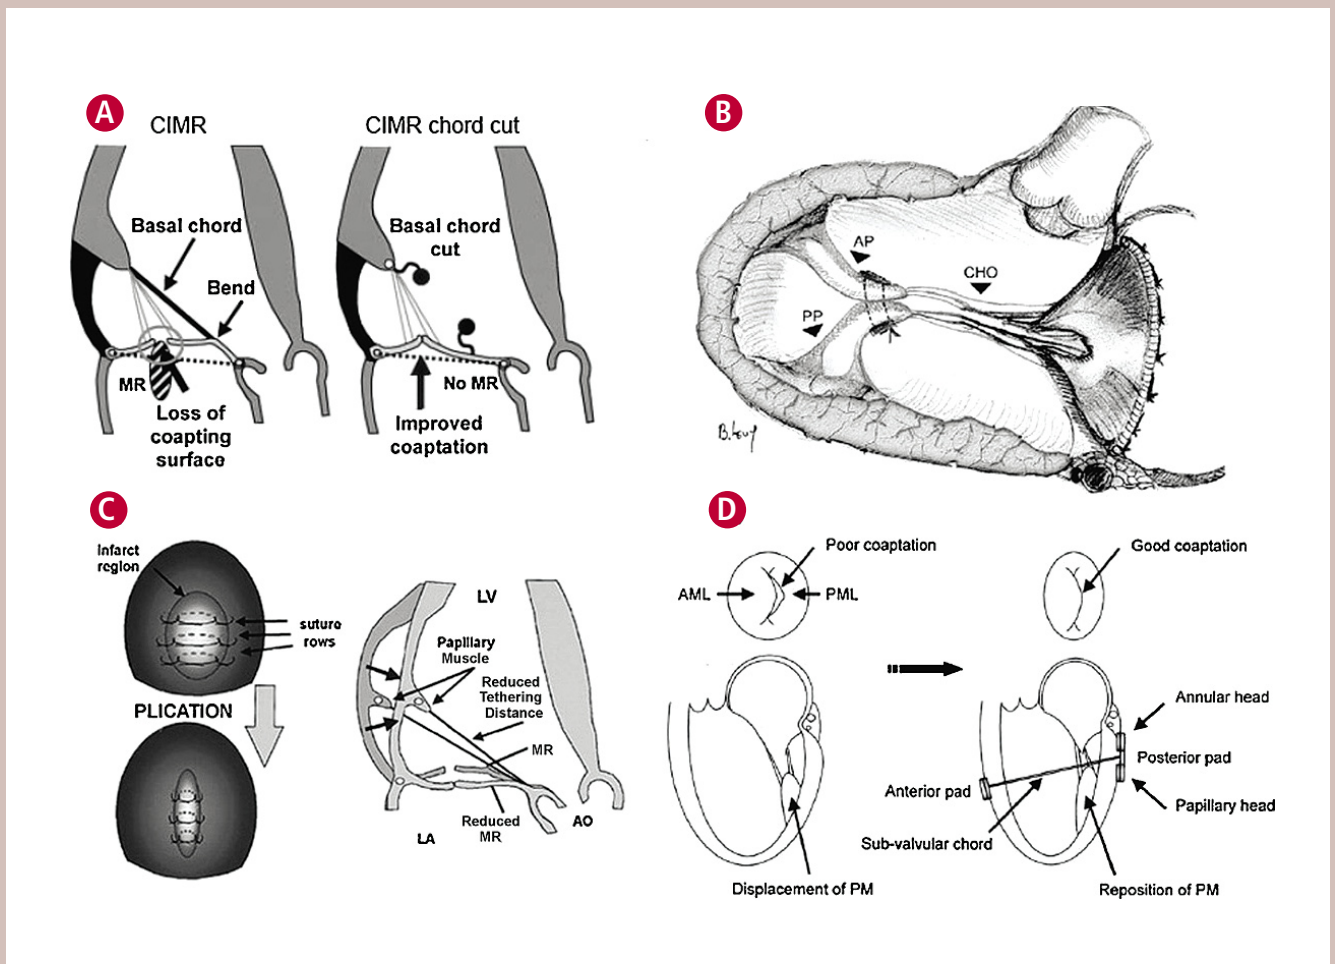 A
CIMR
CIMR chord cut
Basal chord
Bend
MR
Loss of
coapting
surface
Basal chord
cut
No MR
Improved
coaptation
B
AP
CHO
PP
B. Levy
C
Infarct
region
suture
rows
PLICATION
LV
Papillary
Muscle
Reduced
Tethering
Distance
MR
Reduced
MR
LA
AO
D
Poor coaptation
AML
PML
Good coaptation
Annular head
Posterior pad
Anterior pad
Papillary head
Sub-valvular chord
Displacement of PM
Reposition of PM